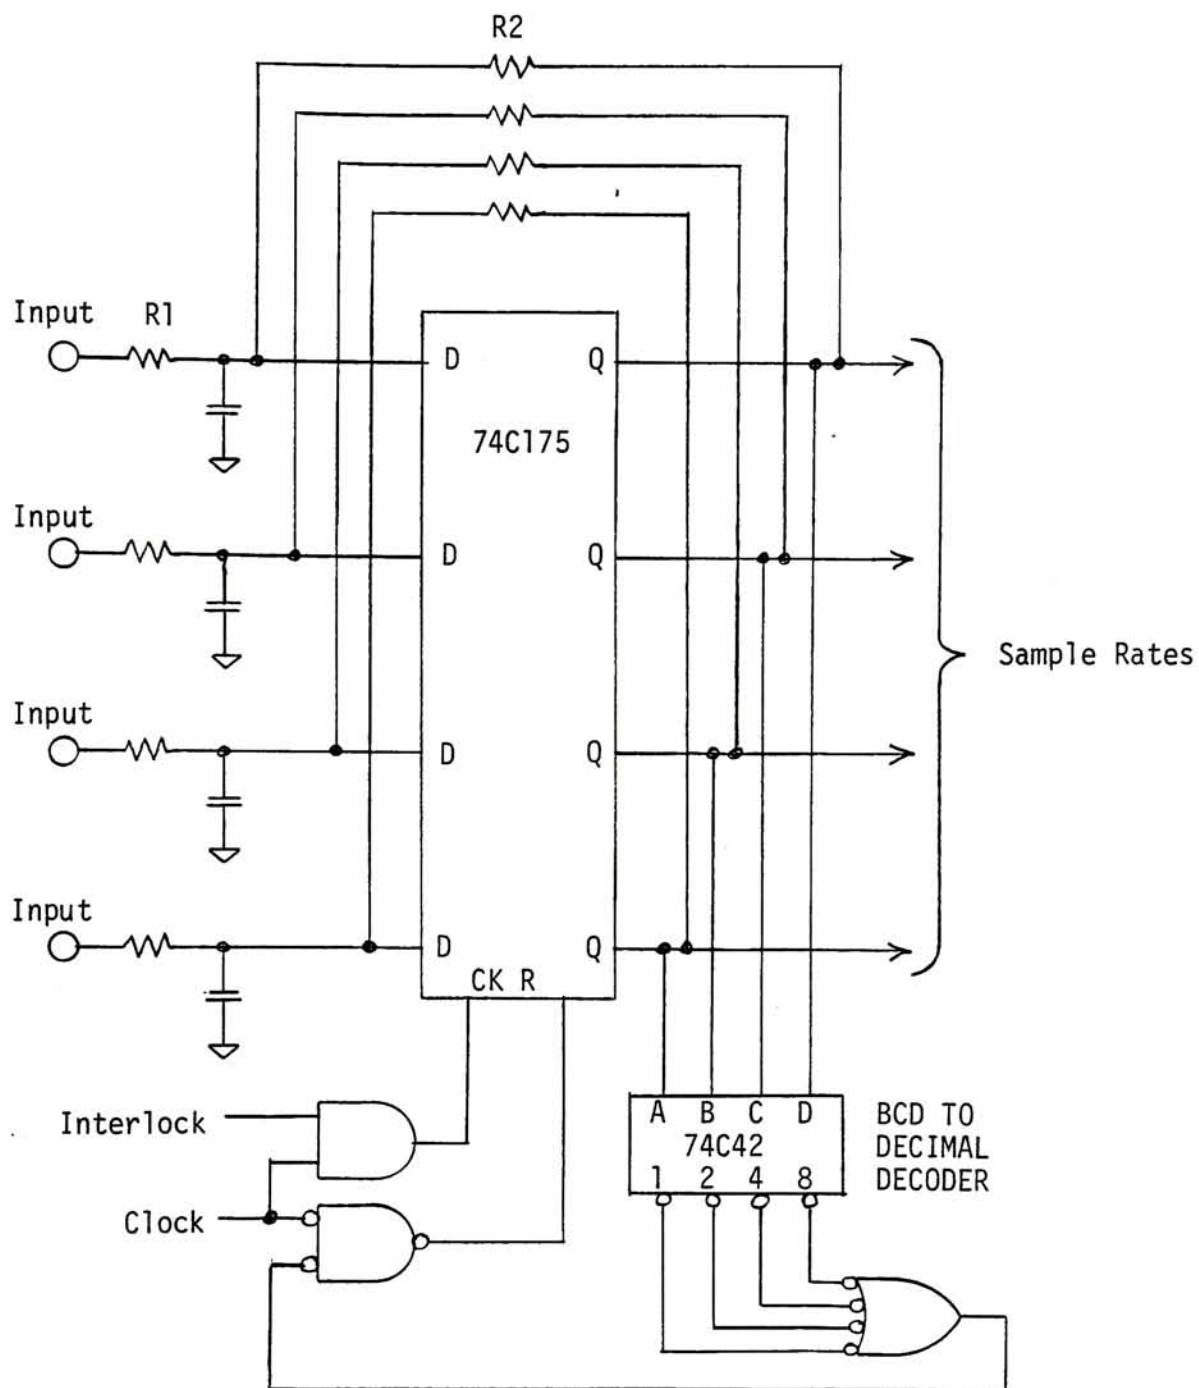 R2
Input R1
D Q
74C175
Input
D Q
Input
D Q
Sample Rates
Input
D Q
CK R
Interlock
Clock
A B C D
74C42
1 2 4 8
BCD TO
DECIMAL
DECODER